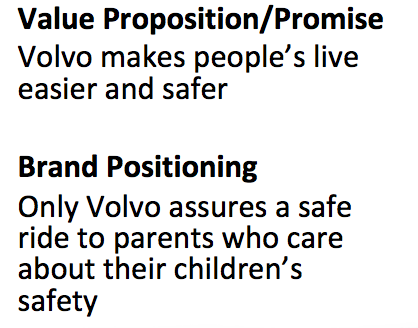 Value Proposition/Promise
Volvo makes people’s live
easier and safer
Brand Positioning
Only Volvo assures a safe
ride to parents who care
about their children’s
safety